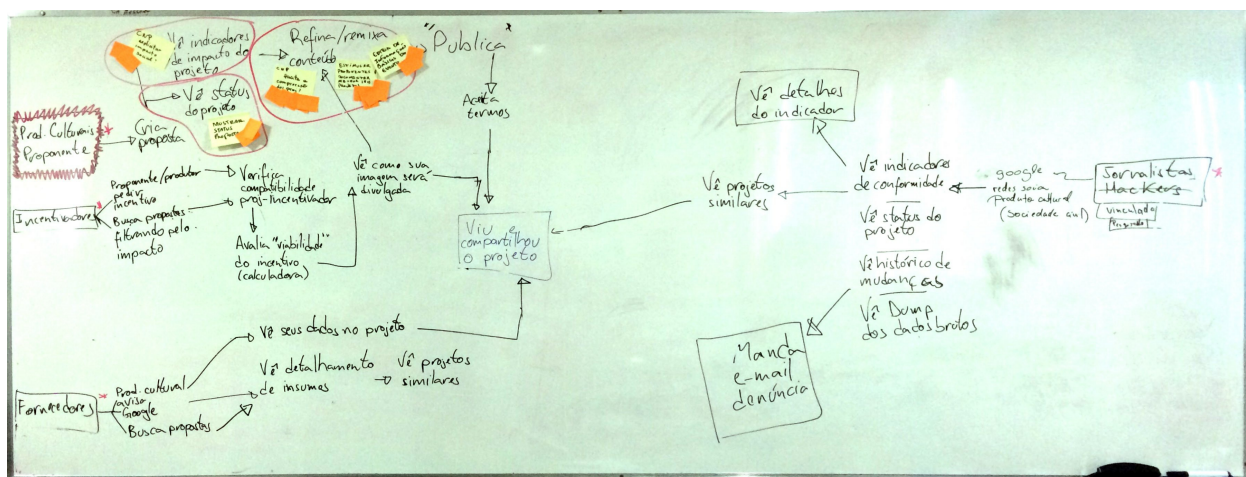 Vê indicadores
de impacto do
projeto
Refina/remixa
conteúdo
"Publica"
Aceita
termos
Vê status
do projeto
MOSTRAR
STATUS
Prod. Culturais
Proponente
Cria
proposta
Incentivadores
Proponente/produtor
pedir
incentivo
Busca propostas
filtrando pelo
impacto
Verifica
compatibilidade
proj-incentivador
Avalia "viabilidade"
do incentivo
(calculadora)
Vê como sua
imagem será
divulgada
Viu e
compartilhou
o projeto
Fornecedores
Prod. cultural
avisa
Google
Busca propostas
Vê seus dados no projeto
Vê detalhamento
de insumos
Vê projetos
similares
Vê projetos
similares
Vê detalhes
do indicador
Vê indicadores
de conformidade
Vê status do
projeto
Vê histórico de
mudanças
Vê Dump
dos dados brutos
Manda
e-mail
denúncia
google
redes
Produto cultural
(sociedade
Jornalistas
Hackers
vinculado